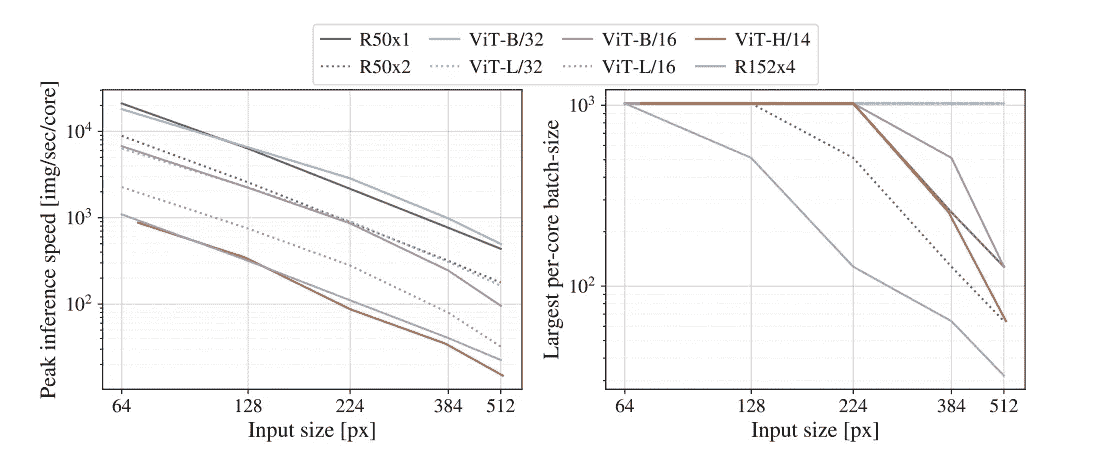 R50x1 ViT-B/32 ViT-B/16 ViT-H/14
R50x2 ViT-L/32 ViT-L/16 R152x4
Peak inference speed [img/sec/core]
10^4
10^3
10^2
64 128 224 384 512
Input size [px]
Largest per-core batch-size
10^3
10^2
64 128 224 384 512
Input size [px]